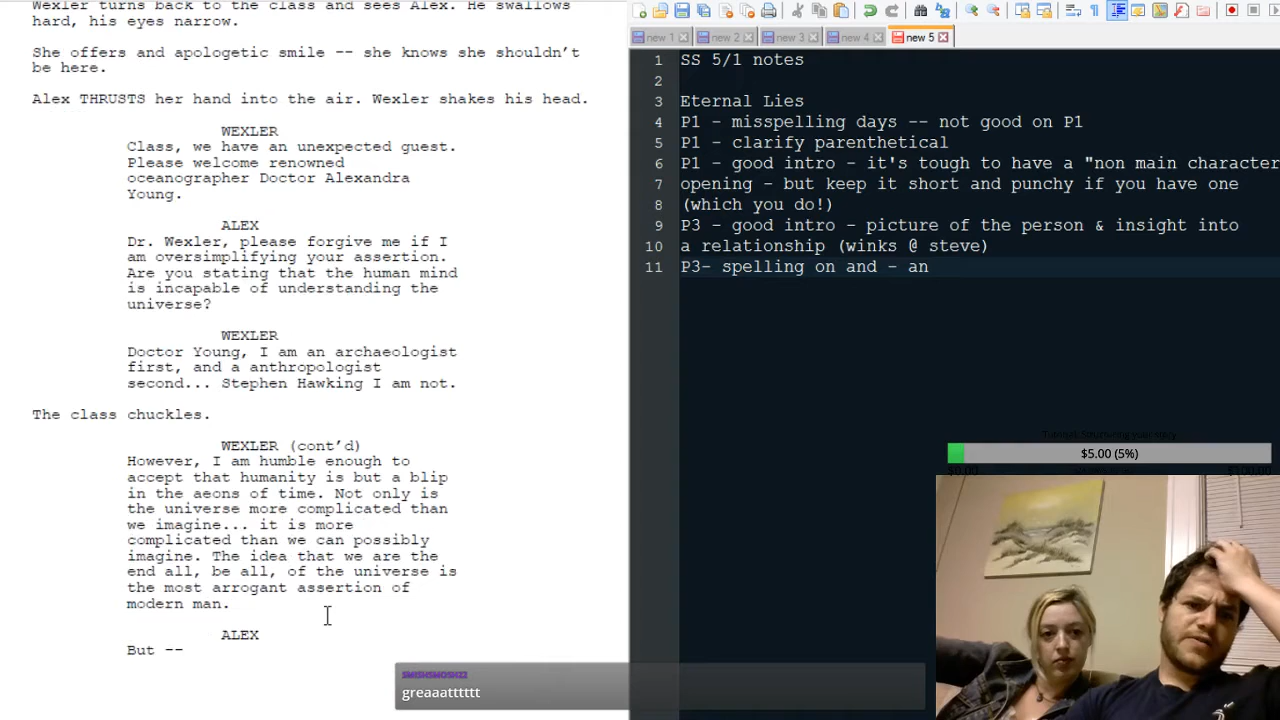 Wexler turns back to the class and sees Alex. He swallows
hard, his eyes narrow.
She offers and apologetic smile -- she knows she shouldn't
be here.
Alex THRUSTS her hand into the air. Wexler shakes his head.
WEXLER
Class, we have an unexpected guest.
Please welcome renowned
oceanographer Doctor Alexandra
Young.
ALEX
Dr. Wexler, please forgive me if I
am oversimplifying your assertion.
Are you stating that the human mind
is incapable of understanding the
universe?
WEXLER
Doctor Young, I am an archaeologist
first, and a anthropologist
second... Stephen Hawking I am not.
The class chuckles.
WEXLER (cont'd)
However, I am humble enough to
accept that humanity is but a blip
in the aeons of time. Not only is
the universe more complicated than
we imagine... it is more
complicated than we can possibly
imagine. The idea that we are the
end all, be all, of the universe is
the most arrogant assertion of
modern man.
ALEX
But --
new 1
new 2
new 3
new 4
new 5
1 SS 5/1 notes
2
3 Eternal Lies
4 P1 - misspelling days -- not good on P1
5 P1 - clarify parenthetical
6 P1 - good intro - it's tough to have a "non main character
7 opening - but keep it short and punchy if you have one
8 (which you do!)
9 P3 - good intro - picture of the person & insight into
10 a relationship (winks @ steve)
11 P3- spelling on and - an
$5.00 (5%)
SMISHSMOSH22
greaaatttttt